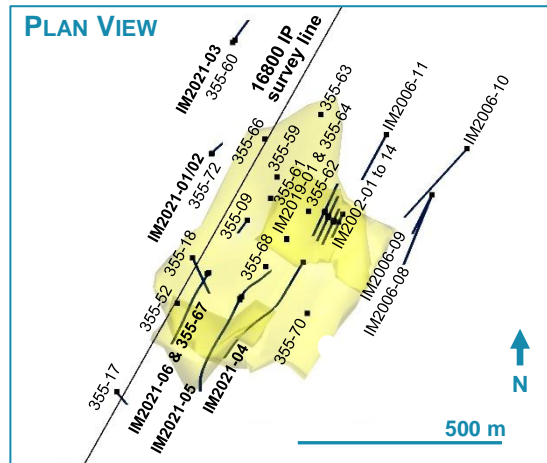 PLAN VIEW
IM2021-03
355-60
16800 IP
survey line
355-63
355-64
IM2019-01 &
355-66
355-59
355-61
355-62
IM2006-11
IM2006-10
IM2021-01/02
355-72
355-09
IM2002-01 to 14
355-18
355-68
IM2006-09
IM2006-08
355-52
IM2021-06 & 355-67
IM2021-05
IM2021-04
355-70
355-17
N
500 m